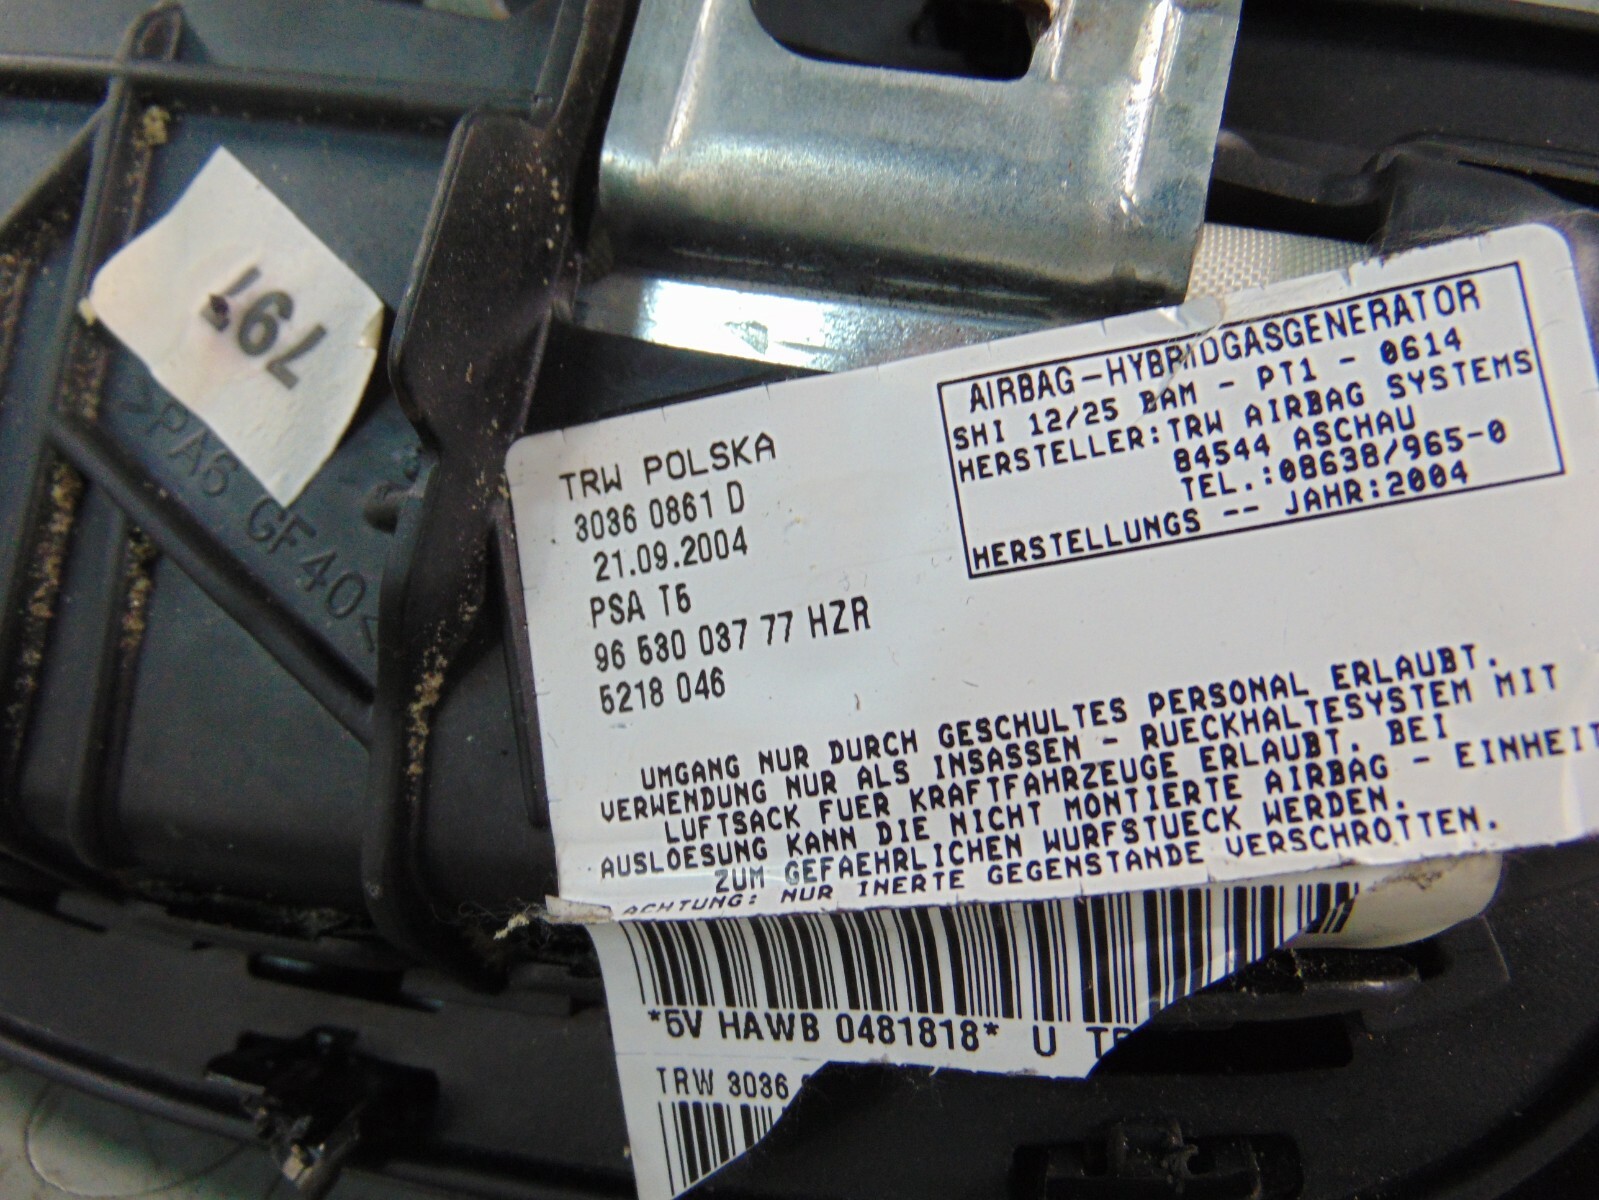 797
>PA6 GF40<
TRW POLSKA
3036 0861 D
21.09.2004
PSA T6
96 530 037 77 HZR
5218 046
AIRBAG-HYBRIDGASGENERATOR
SHI 12/25 BAM - PT1 - 0614
HERSTELLER:TRW AIRBAG SYSTEMS
84544 ASCHAU
TEL.:08638/965-0
HERSTELLUNGS -- JAHR:2004
UMGANG NUR DURCH GESCHULTES PERSONAL ERLAUBT.
VERWENDUNG NUR ALS INSASSEN - RUECKHALTESYSTEM MIT
LUFTSACK FUER KRAFTFAHRZEUGE ERLAUBT. BEI
AUSLOESUNG KANN DIE NICHT MONTIERTE AIRBAG - EINHEIT
ZUM GEFAEHRLICHEN WURFSTUECK WERDEN.
ACHTUNG: NUR INERTE GEGENSTANDE VERSCHROTTEN.
*5V HAWB 0481818* U
TRW 3036